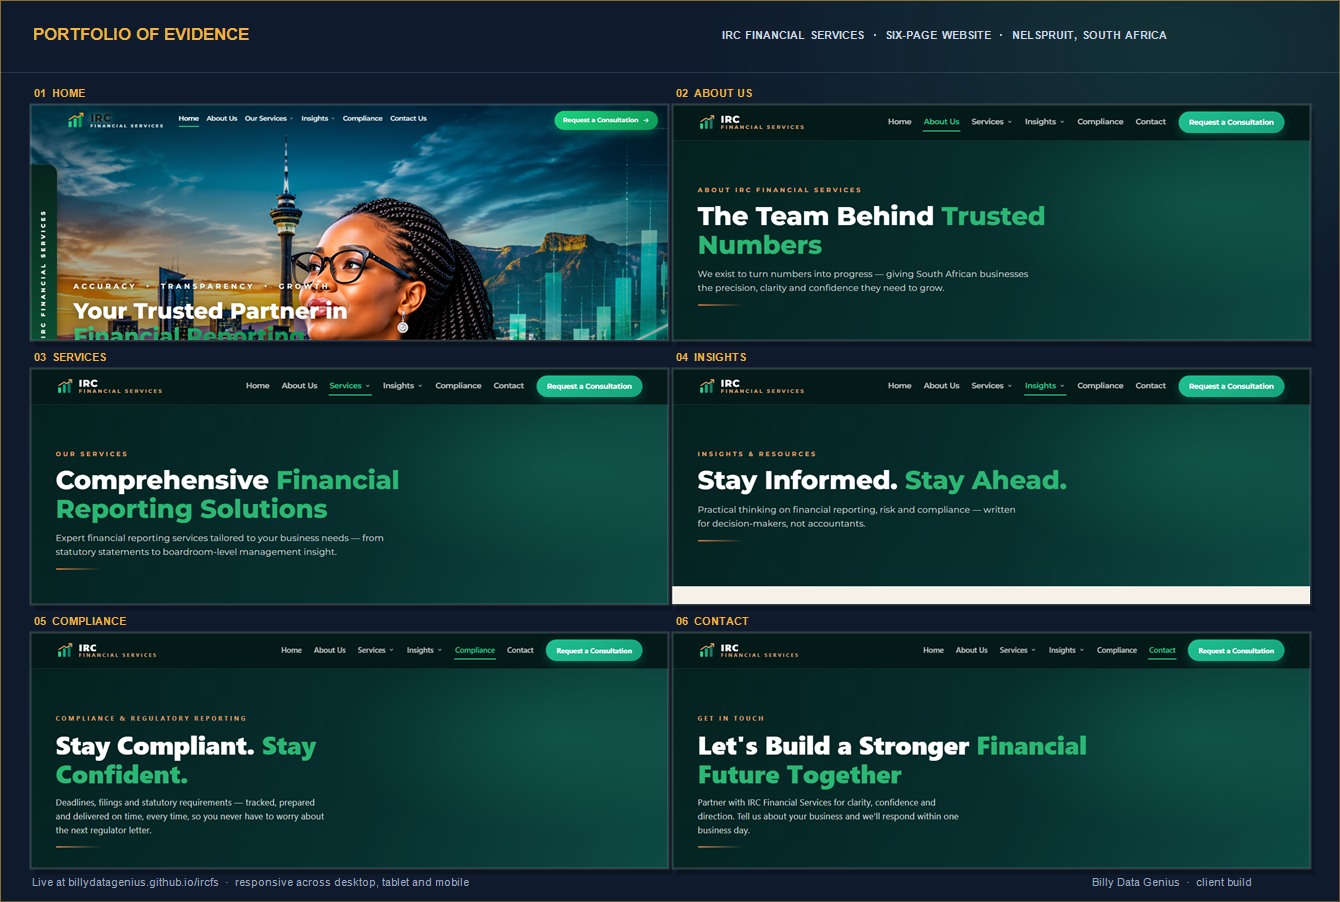 PORTFOLIO OF EVIDENCE
IRC FINANCIAL SERVICES · SIX-PAGE WEBSITE · NELSPRUIT, SOUTH AFRICA
01 HOME
IRC
FINANCIAL SERVICES
Home About Us Our Services Insights Compliance Contact Us
Request a Consultation →
IRC FINANCIAL SERVICES
ACCURACY • TRANSPARENCY • GROWTH
Your Trusted Partner in
Financial Reporting
02 ABOUT US
IRC
FINANCIAL SERVICES
Home About Us Services Insights Compliance Contact
Request a Consultation
ABOUT IRC FINANCIAL SERVICES
The Team Behind Trusted
Numbers
We exist to turn numbers into progress — giving South African businesses
the precision, clarity and confidence they need to grow.
03 SERVICES
IRC
FINANCIAL SERVICES
Home About Us Services Insights Compliance Contact
Request a Consultation
OUR SERVICES
Comprehensive Financial
Reporting Solutions
Expert financial reporting services tailored to your business needs — from
statutory statements to boardroom-level management insight.
04 INSIGHTS
IRC
FINANCIAL SERVICES
Home About Us Services Insights Compliance Contact
Request a Consultation
INSIGHTS & RESOURCES
Stay Informed. Stay Ahead.
Practical thinking on financial reporting, risk and compliance — written
for decision-makers, not accountants.
05 COMPLIANCE
IRC
FINANCIAL SERVICES
Home About Us Services Insights Compliance Contact
Request a Consultation
COMPLIANCE & REGULATORY REPORTING
Stay Compliant. Stay
Confident.
Deadlines, filings and statutory requirements — tracked, prepared
and delivered on time, every time, so you never have to worry about
the next regulator letter.
06 CONTACT
IRC
FINANCIAL SERVICES
Home About Us Services Insights Compliance Contact
Request a Consultation
GET IN TOUCH
Let's Build a Stronger Financial
Future Together
Partner with IRC Financial Services for clarity, confidence and
direction. Tell us about your business and we'll respond within one
business day.
Live at billydatagenius.github.io/ircfs · responsive across desktop, tablet and mobile
Billy Data Genius · client build